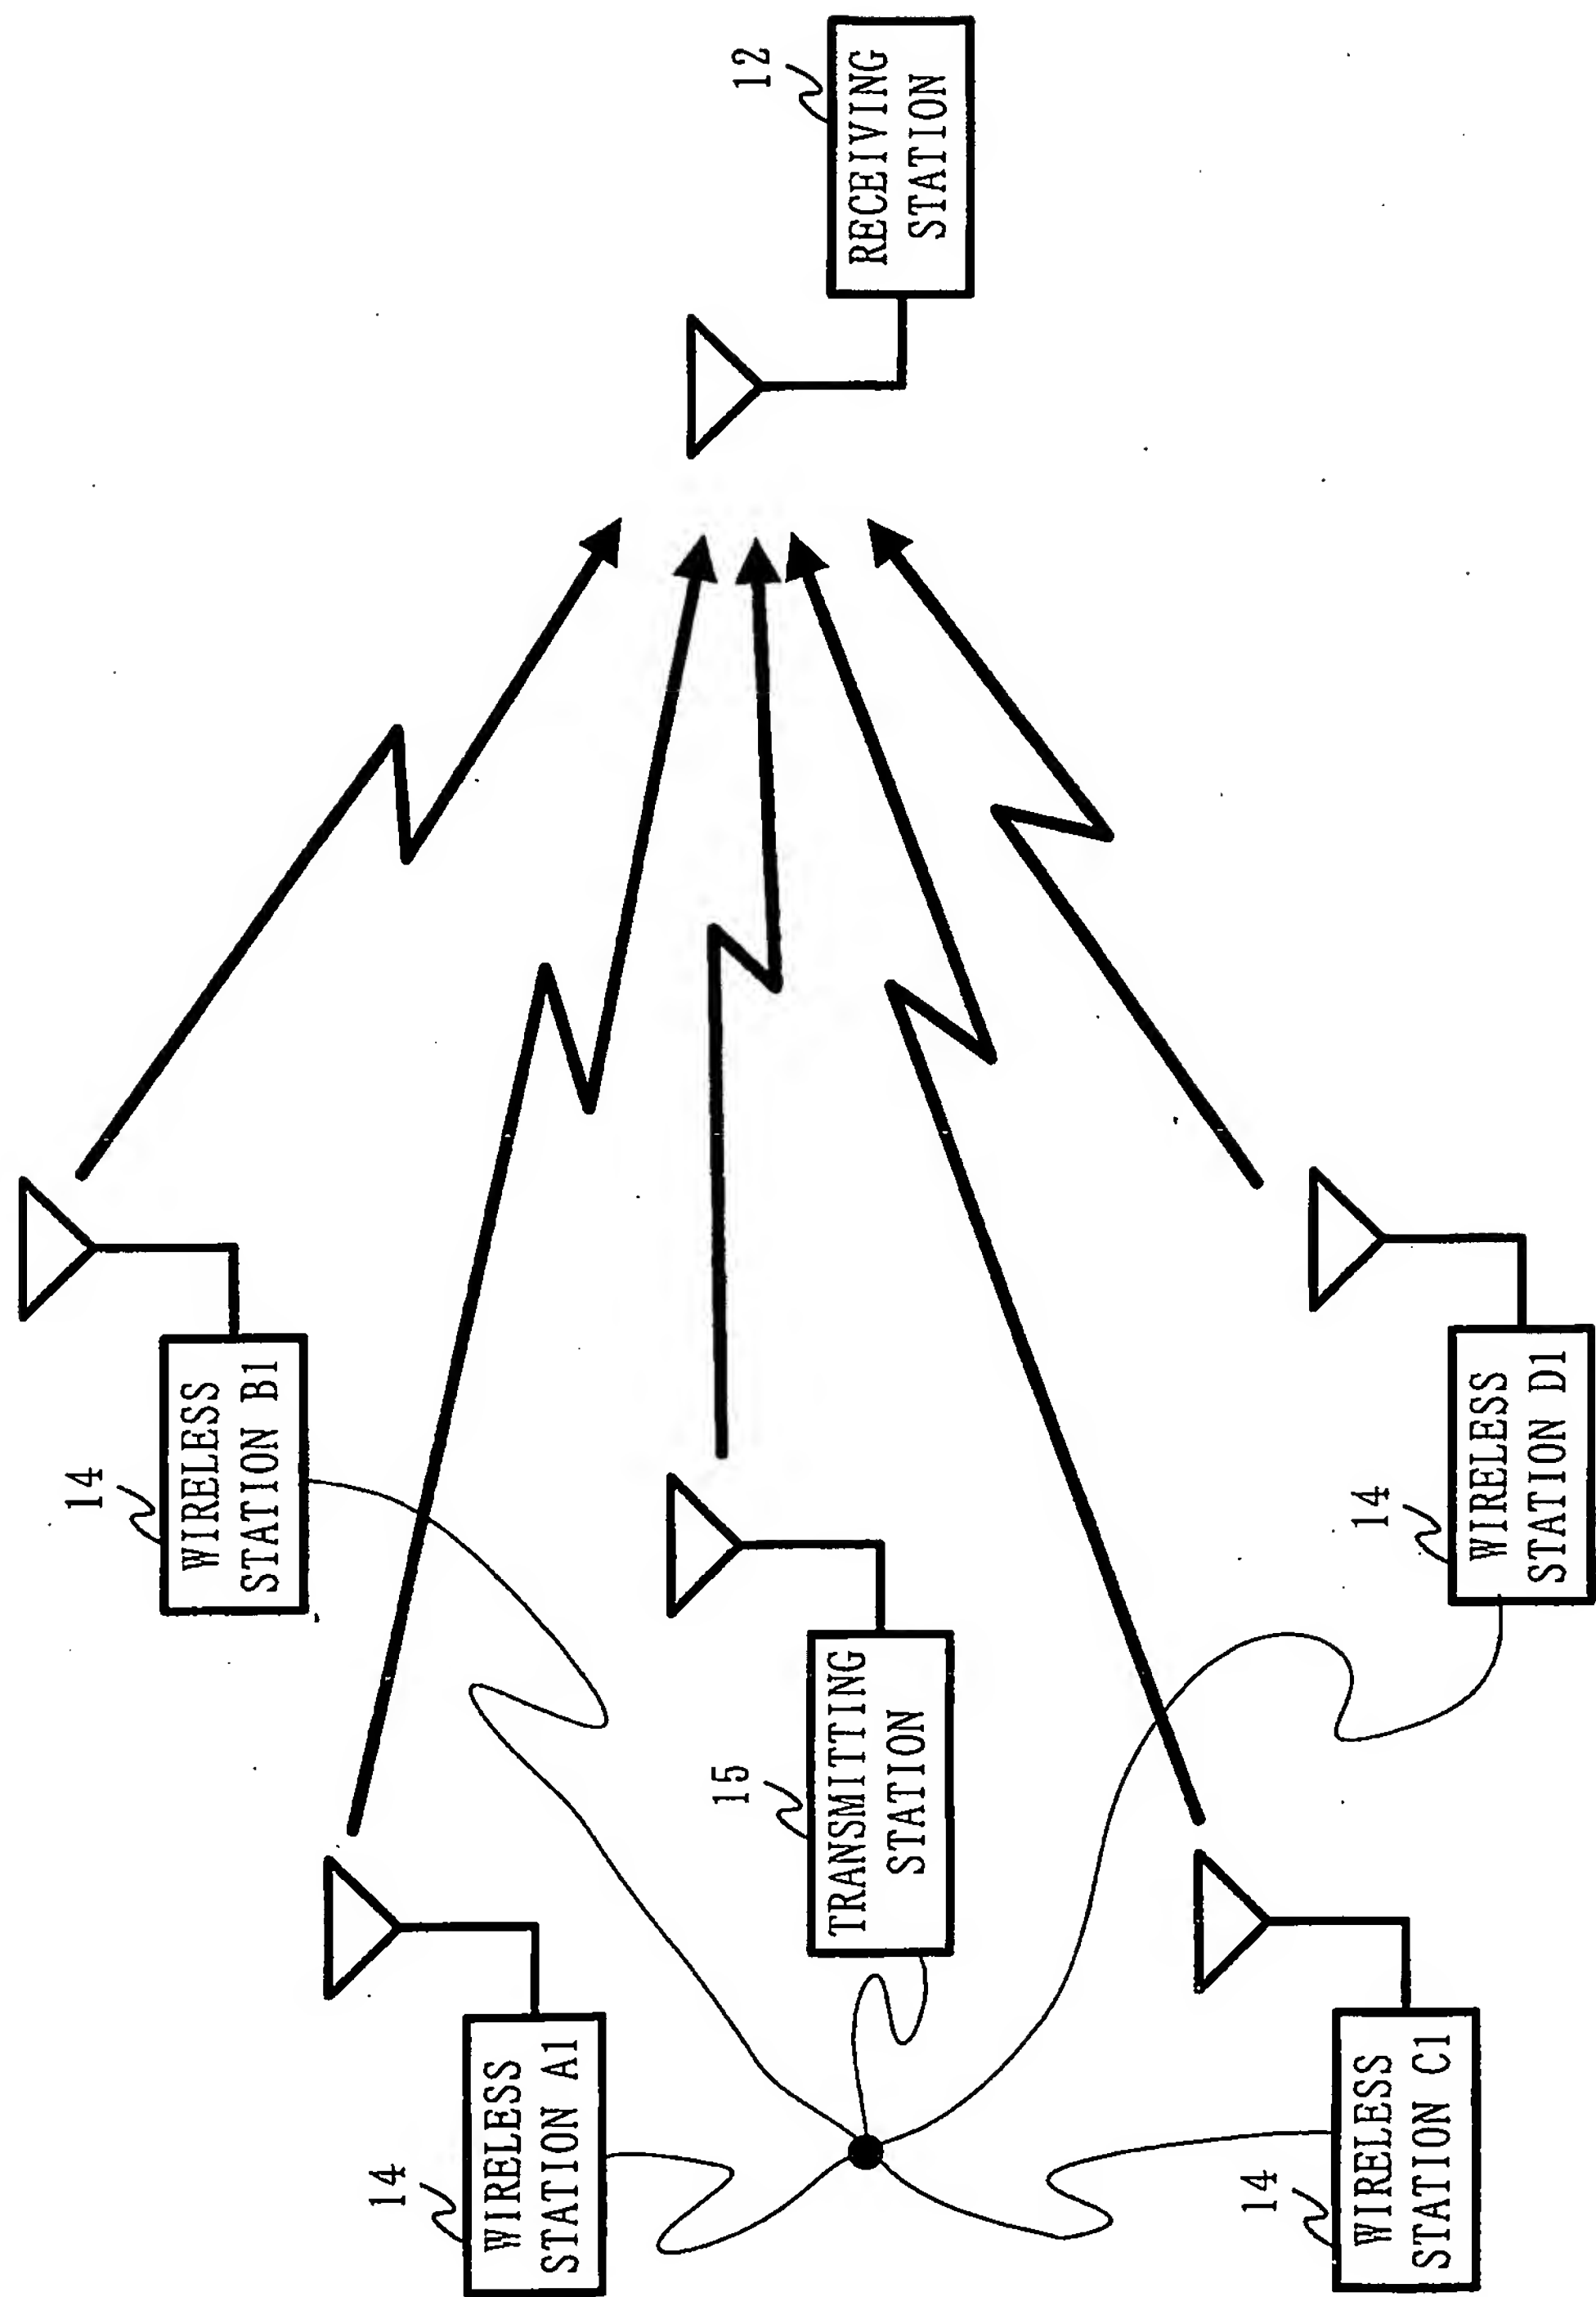 14
WIRELESS
STATION B1
14
WIRELESS
STATION A1
12
RECEIVING
STATION
15
TRANSMITTING
STATION
14
WIRELESS
STATION C1
14
WIRELESS
STATION D1